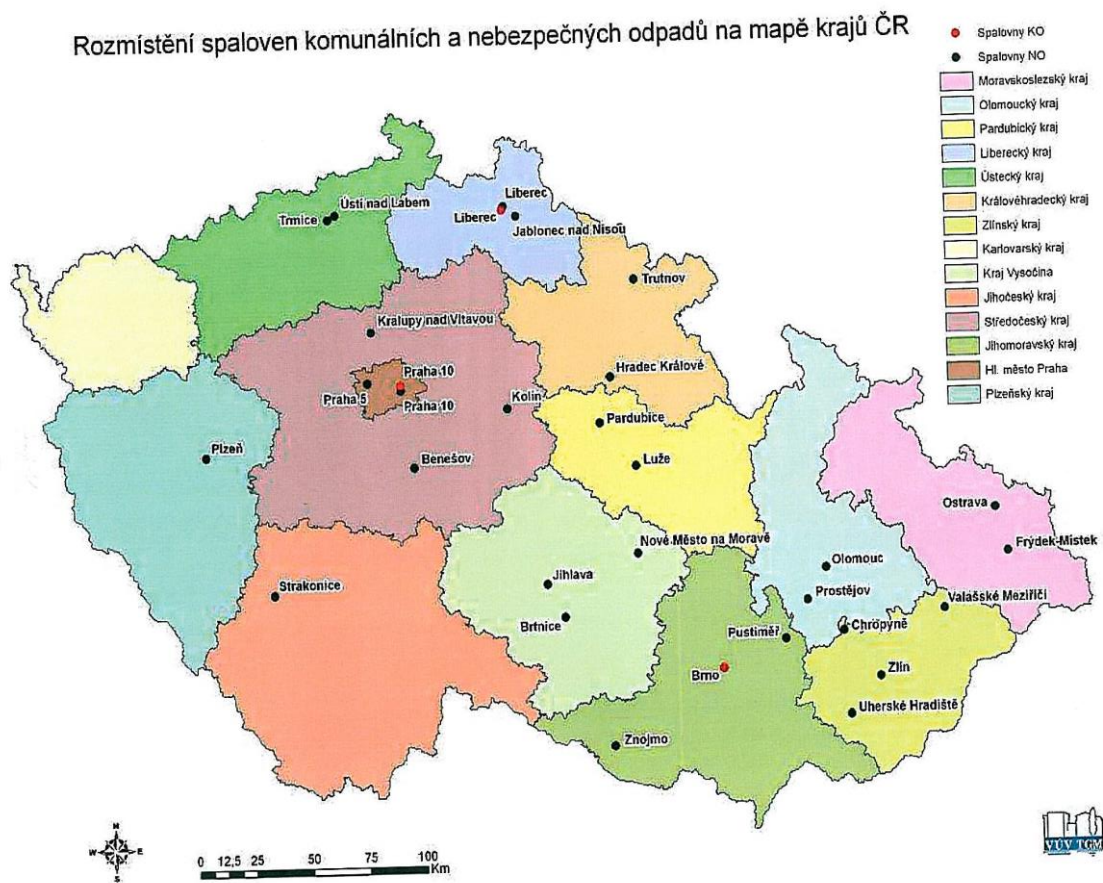 Rozmístění spaloven komunálních a nebezpečných odpadů na mapě krajů ČR
Spalovny KO
Spalovny NO
Moravskoslezský kraj
Olomoucký kraj
Pardubický kraj
Liberecký kraj
Ústecký kraj
Královéhradecký kraj
Zlínský kraj
Karlovarský kraj
Kraj Vysočina
Jihočeský kraj
Středočeský kraj
Jihomoravský kraj
Hl. město Praha
Plzeňský kraj
Liberec
Ústí nad Labem
Trmice
Liberec
Jablonec nad Nisou
Trutnov
Kralupy nad Vltavou
Praha 10
Hradec Králové
Praha 5
Praha 10
Kolín
Pardubice
Plzeň
Benešov
Luže
Ostrava
Nové Město na Moravě
Frýdek-Místek
Olomouc
Jihlava
Strakonice
Prostějov
Valašské Meziříčí
Brtnice
Chropyně
Pustiměř
Brno
Zlín
Uherské Hradiště
Znojmo
N
W E
S
0 12,5 25 50 75 100
Km
VÚV TGM